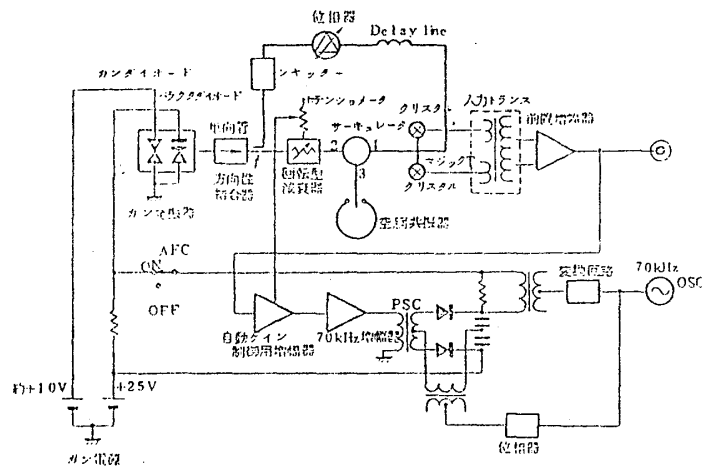 位相器
Delay line
ガンダイオード
バラクタダイオード
シャッター
ポテンショメータ
サーキュレータ
クリスタル
入力トランス
前置増幅器
単向管
2
1
3
マジックT
方向性
結合器
回転型
減衰器
クリスタル
ガン発振器
空洞共振器
AFC
ON
OFF
変換回路
70kHz
OSC
PSC
自動ゲイン
制御用増幅器
70kHz増幅器
約+10V
+25V
位相器
ガン電源